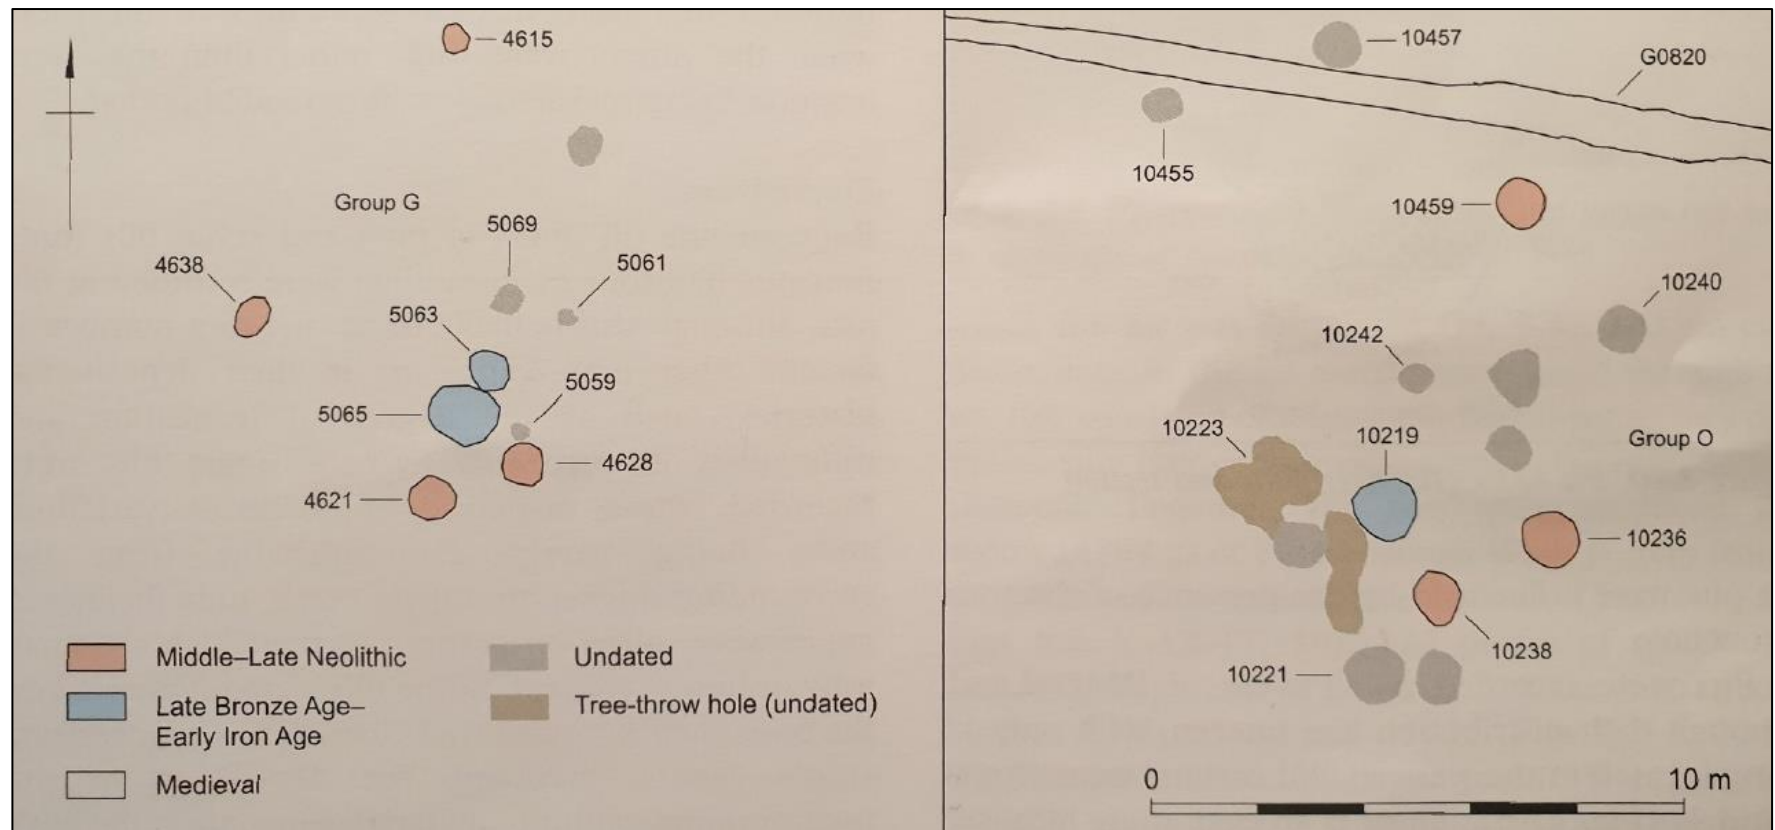 4615
Group G
5069
5061
4638
5063
5059
5065
4628
4621
Middle–Late Neolithic
Late Bronze Age–
Early Iron Age
Medieval
Undated
Tree-throw hole (undated)
10457
G0820
10455
10459
10240
10242
10223
10219
Group O
10236
10238
10221
0
10 m